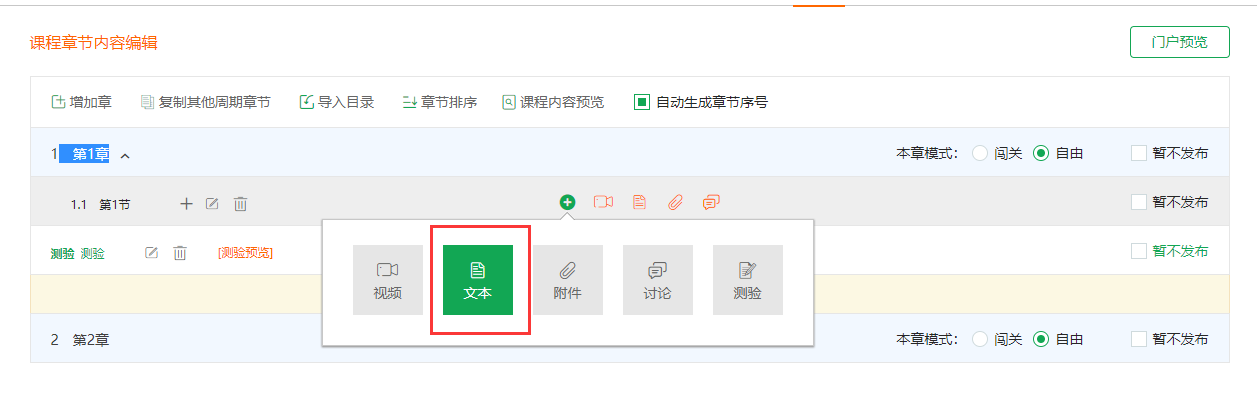 课程章节内容编辑 门户预览
增加章 复制其他周期章节 导入目录 章节排序 课程内容预览 自动生成章节序号
1 第1章 本章模式： 闯关 自由 暂不发布
1.1 第1节 暂不发布
测验 测验 [测验预览] 暂不发布
视频 文本 附件 讨论 测验
2 第2章 本章模式： 闯关 自由 暂不发布